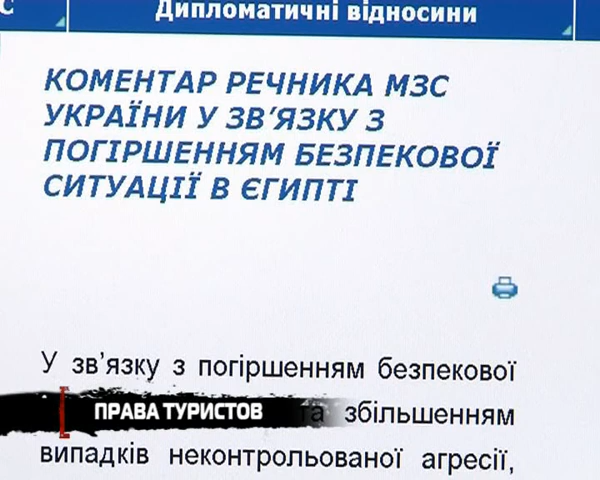 С
Дипломатичні відносини
КОМЕНТАР РЕЧНИКА МЗС
УКРАЇНИ У ЗВ’ЯЗКУ З
ПОГІРШЕННЯМ БЕЗПЕКОВОЇ
СИТУАЦІЇ В ЄГИПТІ
У зв’язку з погіршенням безпекової
ПРАВА ТУРИСТОВ
та збільшенням
випадків неконтрольованої агресії,